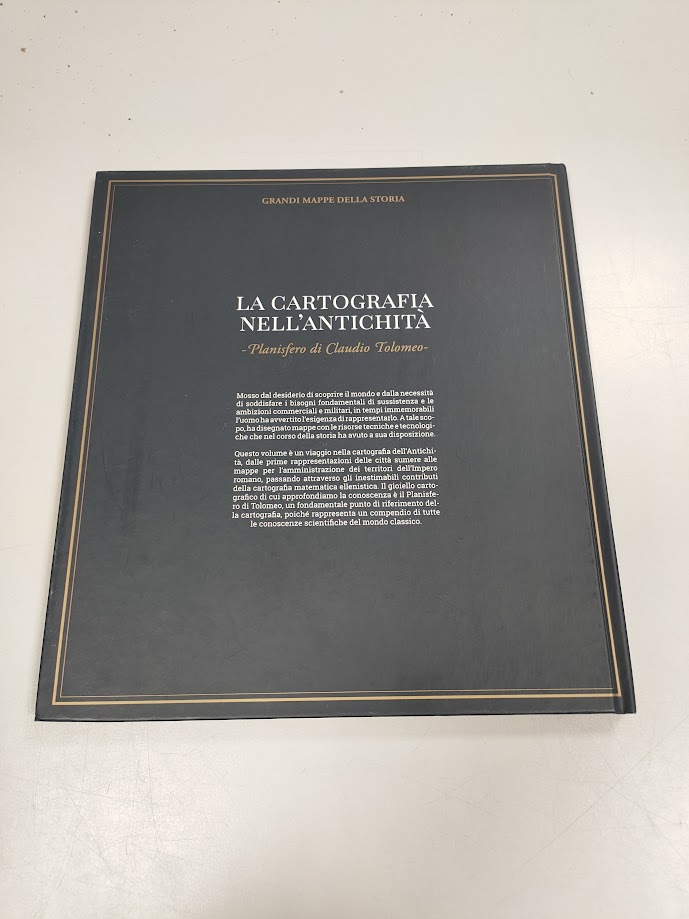 GRANDI MAPPE DELLA STORIA
LA CARTOGRAFIA
NELL'ANTICHITÀ
-Planisfero di Claudio Tolomeo-
Mosso dal desiderio di scoprire il mondo e dalla necessità
di soddisfare i bisogni fondamentali di sussistenza e le
ambizioni commerciali e militari, in tempi immemorabili
l'uomo ha avvertito l'esigenza di rappresentarlo. A tale sco-
po, ha disegnato mappe con le risorse tecniche e tecnologi-
che che nel corso della storia ha avuto a sua disposizione.
Questo volume è un viaggio nella cartografia dell'Antichi-
tà, dalle prime rappresentazioni delle città sumere alle
mappe per l'amministrazione dei territori dell'Impero
romano, passando attraverso gli inestimabili contributi
della cartografia matematica ellenistica. Il gioiello carto-
grafico di cui approfondiamo la conoscenza è il Planisfe-
ro di Tolomeo, un fondamentale punto di riferimento del-
la cartografia, poiché rappresenta un compendio di tutte
le conoscenze scientifiche del mondo classico.